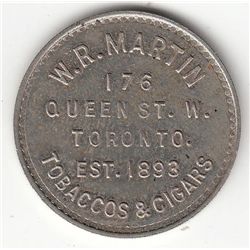 W.R. MARTIN
176
QUEEN ST. W.
TORONTO.
EST. 1893
TOBACCOS & CIGARS